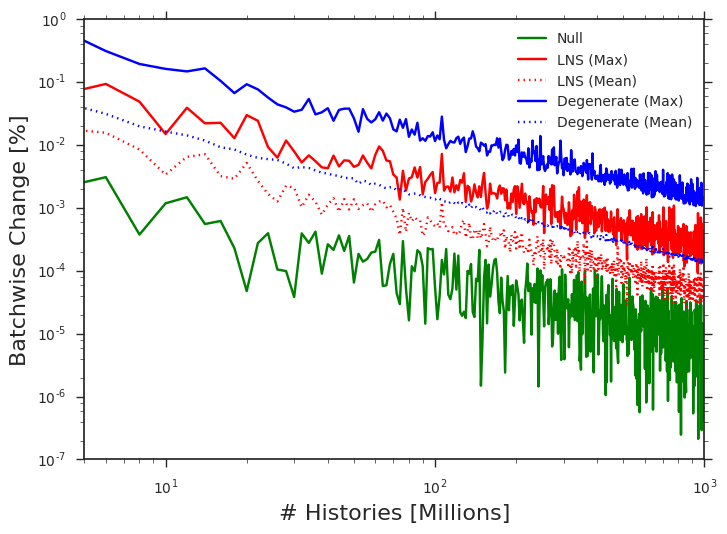 10^0
10^-1
10^-2
10^-3
10^-4
10^-5
10^-6
10^-7
Batchwise Change [%]
Null
LNS (Max)
LNS (Mean)
Degenerate (Max)
Degenerate (Mean)
10^1 10^2 10^3
# Histories [Millions]